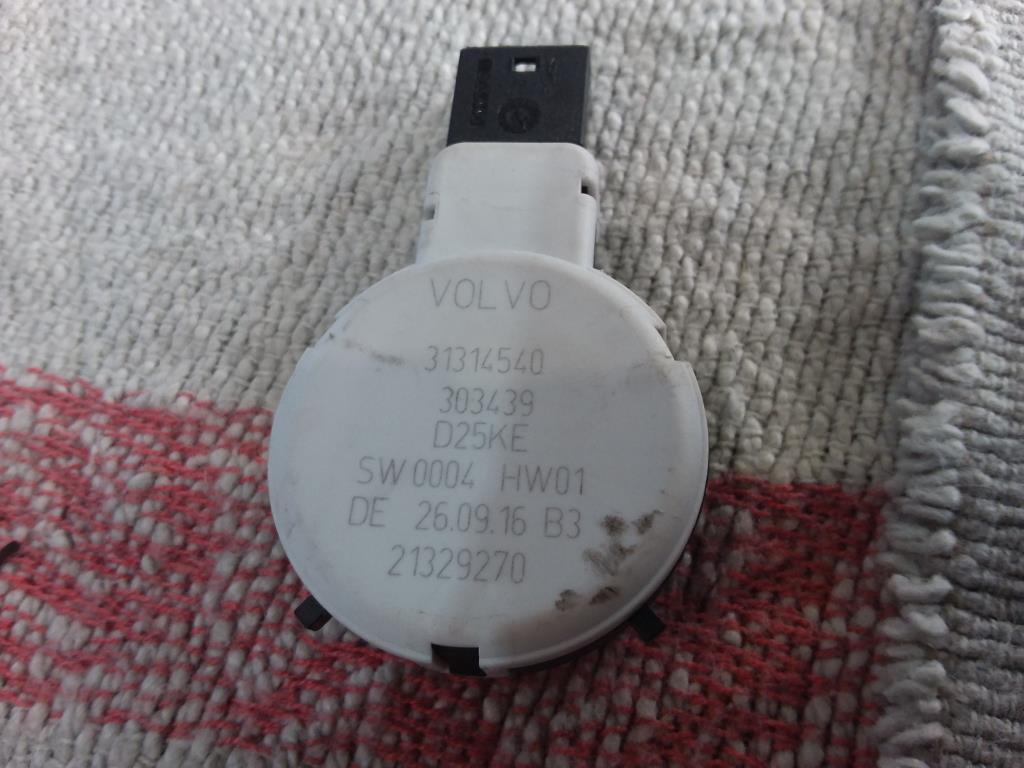 VOLVO
31314540
303439
D25KE
SW0004 HW01
DE 26.09.16 B3
21329270